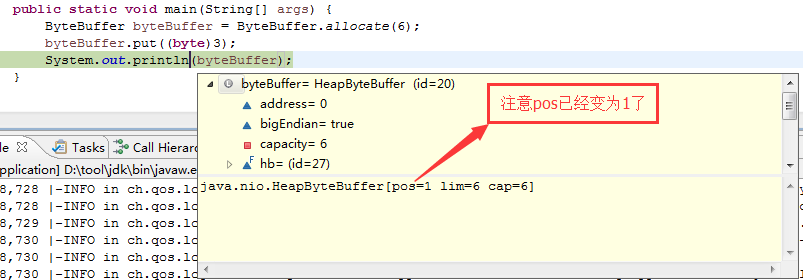 public static void main(String[] args) {
ByteBuffer byteBuffer = ByteBuffer.allocate(6);
byteBuffer.put((byte)3);
System.out.println(byteBuffer);
}
byteBuffer= HeapByteBuffer (id=20)
address= 0
bigEndian= true
capacity= 6
hb= (id=27)
注意pos已经变为1了
java.nio.HeapByteBuffer[pos=1 lim=6 cap=6]
Tasks Call Hierarc
pplication] D:\tool\jdk\bin\javaw.e
8,728 |-INFO in ch.qos.lo
8,728 |-INFO in ch.qos.lo
8,729 |-INFO in ch.qos.lo
8,730 |-INFO in ch.qos.lo
8,730 |-INFO in ch.qos.lo
8,730 |-INFO in ch.qos.lo